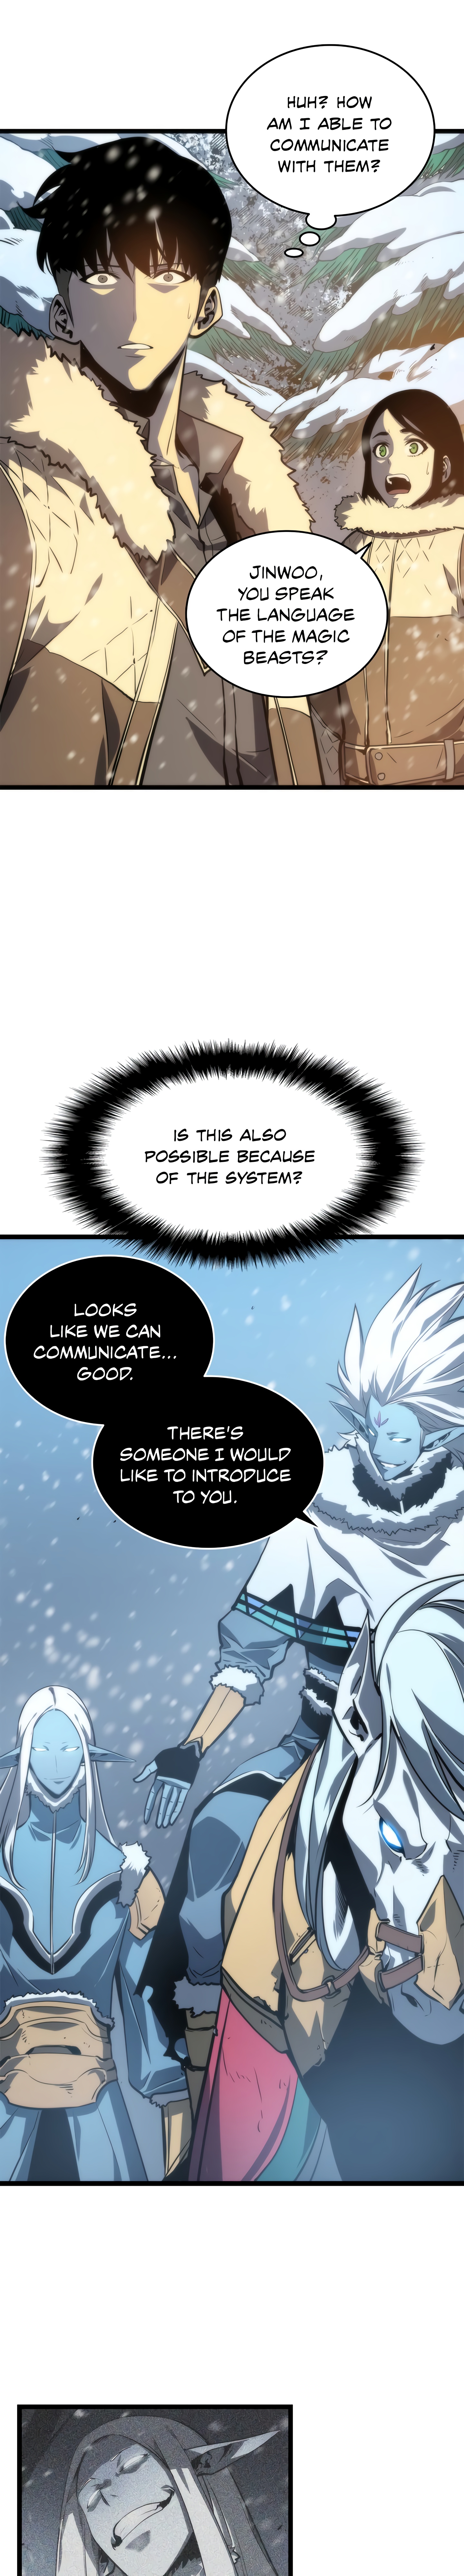 HUH? HOW
AM I ABLE TO
COMMUNICATE
WITH THEM?
JINWOO,
YOU SPEAK
THE LANGUAGE
OF THE MAGIC
BEASTS?
IS THIS ALSO
POSSIBLE BECAUSE
OF THE SYSTEM?
LOOKS
LIKE WE CAN
COMMUNICATE...
GOOD.
THERE'S
SOMEONE I WOULD
LIKE TO INTRODUCE
TO YOU.